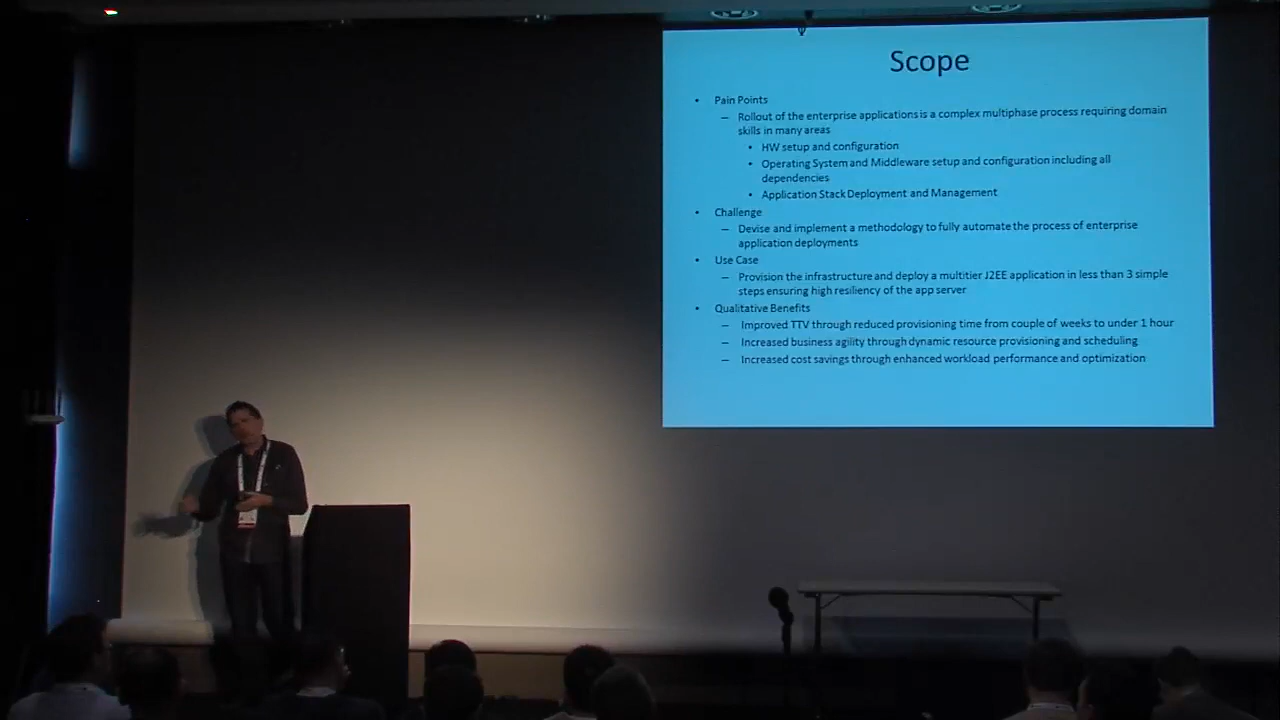 Scope
• Pain Points
– Rollout of the enterprise applications is a complex multiphase process requiring domain
skills in many areas
• HW setup and configuration
• Operating System and Middleware setup and configuration including all
dependencies
• Application Stack Deployment and Management
• Challenge
– Devise and implement a methodology to fully automate the process of enterprise
application deployments
• Use Case
– Provision the infrastructure and deploy a multitier J2EE application in less than 3 simple
steps ensuring high resiliency of the app server
• Qualitative Benefits
– Improved TTV through reduced provisioning time from couple of weeks to under 1 hour
– Increased business agility through dynamic resource provisioning and scheduling
– Increased cost savings through enhanced workload performance and optimization